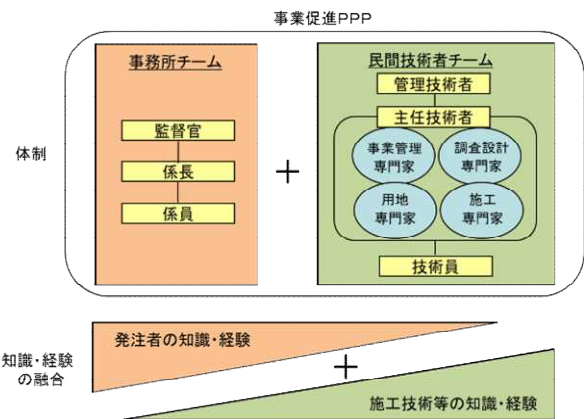 事業促進PPP
体制
事務所チーム
監督官
係長
係員
＋
民間技術者チーム
管理技術者
主任技術者
事業管理
専門家
調査設計
専門家
用地
専門家
施工
専門家
技術員
知識・経験
の融合
発注者の知識・経験
＋
施工技術等の知識・経験